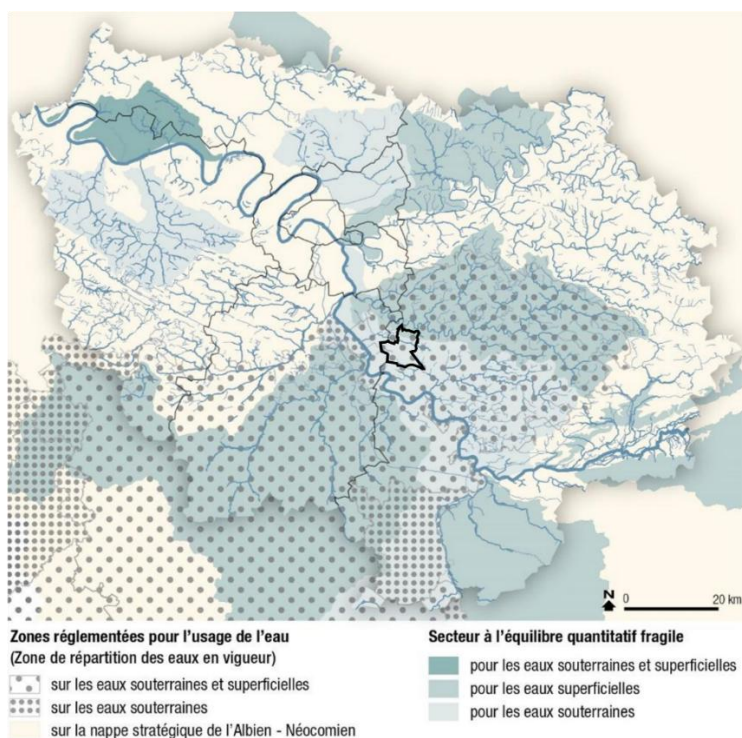 N
0
20 km
Zones réglementées pour l'usage de l'eau
(Zone de répartition des eaux en vigueur)
sur les eaux souterraines et superficielles
sur les eaux souterraines
sur la nappe stratégique de l'Albien - Néocomien
Secteur à l'équilibre quantitatif fragile
pour les eaux souterraines et superficielles
pour les eaux superficielles
pour les eaux souterraines